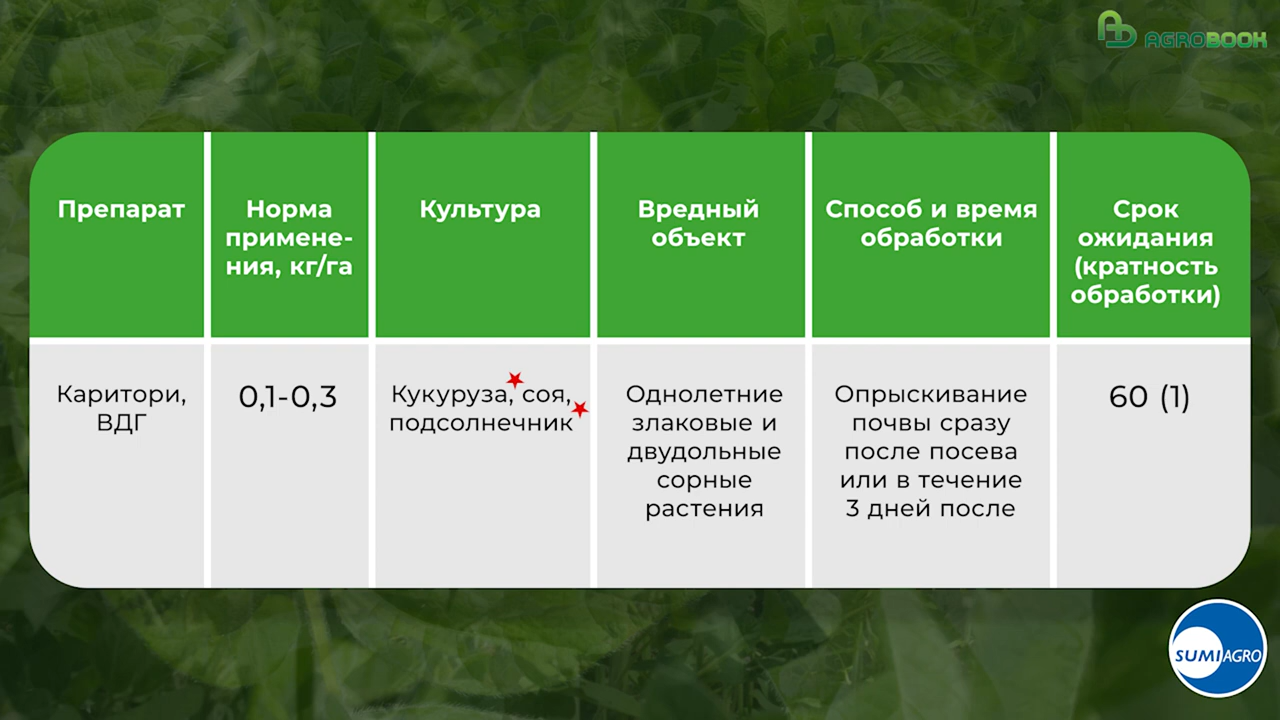 AGROBOOK
Препарат
Норма
примене-
ния, кг/га
Культура
Вредный
объект
Способ и время
обработки
Срок
ожидания
(кратность
обработки)
Каритори,
ВДГ
0,1-0,3
Кукуруза, соя,
подсолнечник
Однолетние
злаковые и
двудольные
сорные
растения
Опрыскивание
почвы сразу
после посева
или в течение
3 дней после
60 (1)
SUMIAGRO